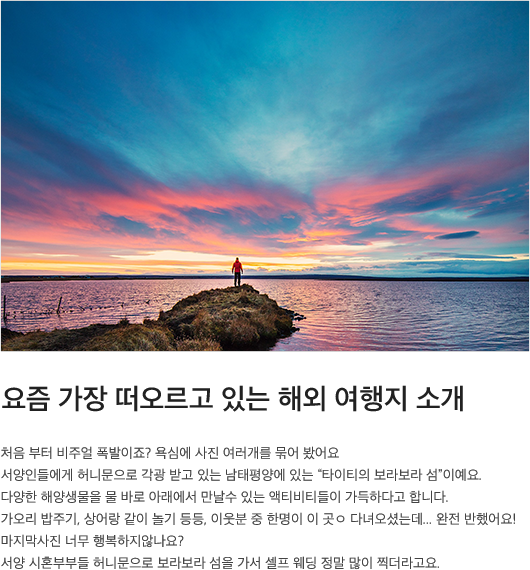 요즘 가장 떠오르고 있는 해외 여행지 소개
처음 부터 비주얼 폭발이죠? 욕심에 사진 여러개를 묶어 봤어요
서양인들에게 허니문으로 각광 받고 있는 남태평양에 있는 “타이티의 보라보라 섬”이예요.
다양한 해양생물을 물 바로 아래에서 만날수 있는 액티비티들이 가득하다고 합니다.
가오리 밥주기, 상어랑 같이 놀기 등등, 이웃분 중 한명이 이 곳ㅇ 다녀오셨는데... 완전 반했어요!
마지막사진 너무 행복하지않나요?
서양 시혼부부들 허니문으로 보라보라 섬을 가서 셀프 웨딩 정말 많이 찍더라고요.